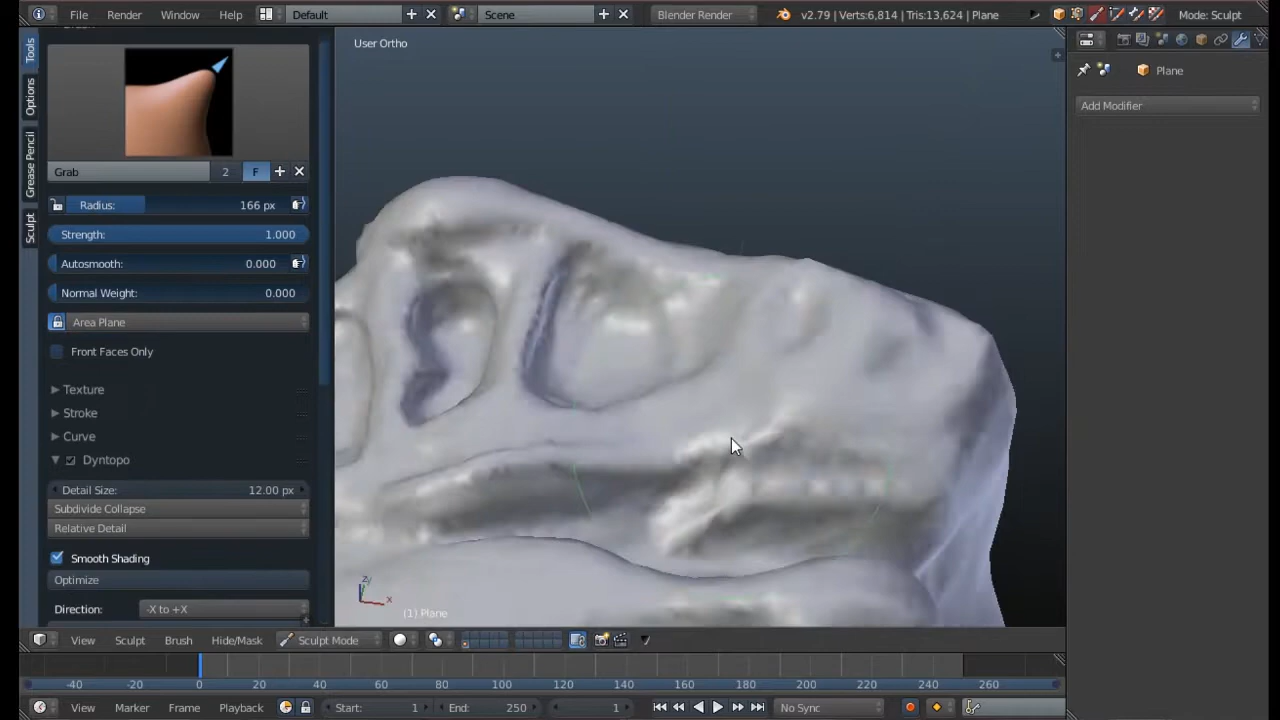 File Render Window Help Default Scene Blender Render v2.79 | Verts:6,814 | Tris:13,624 | Plane Mode: Sculpt
User Ortho
Tools
Options
Grease Pencil
Sculpt
Grab 2 F
Radius: 166 px
Strength: 1.000
Autosmooth: 0.000
Normal Weight: 0.000
Area Plane
Front Faces Only
Texture
Stroke
Curve
Dyntopo
Detail Size: 12.00 px
Subdivide Collapse
Relative Detail
Smooth Shading
Optimize
Direction: -X to +X
Plane
Add Modifier
x
(1) Plane
View Sculpt Brush Hide/Mask Sculpt Mode
-40 -20 0 20 40 60 80 100 120 140 160 180 200 220 240 260
View Marker Frame Playback Start: 1 End: 250 1 No Sync